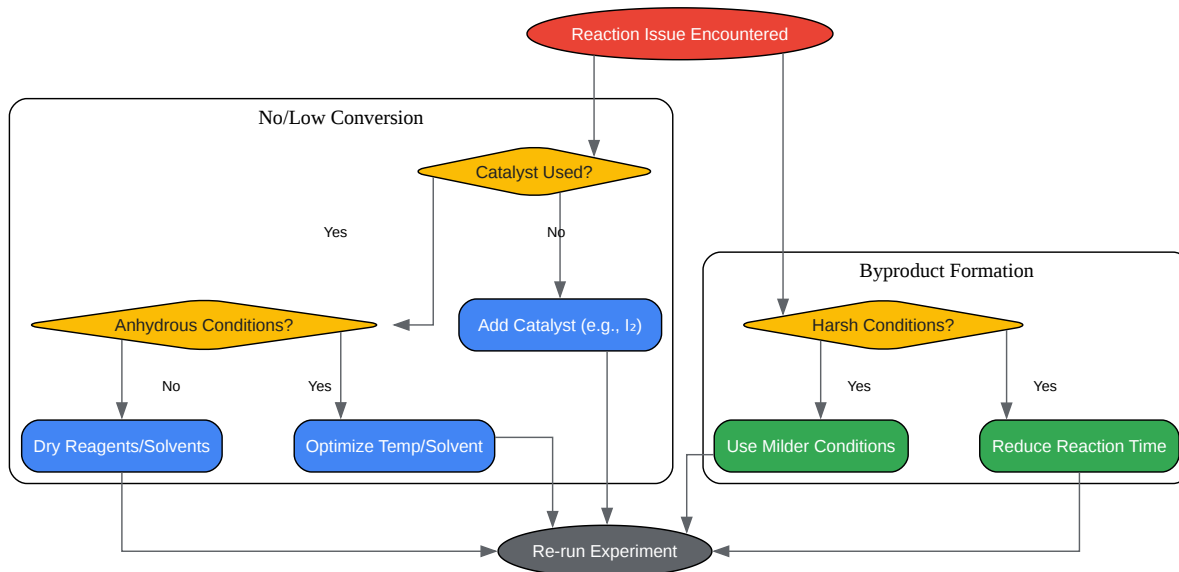 Reaction Issue Encountered
No/Low Conversion
Catalyst Used?
Yes
No
Byproduct Formation
Anhydrous Conditions?
Add Catalyst (e.g., I₂)
Harsh Conditions?
No
Yes
Yes
Yes
Dry Reagents/Solvents
Optimize Temp/Solvent
Use Milder Conditions
Reduce Reaction Time
Re-run Experiment